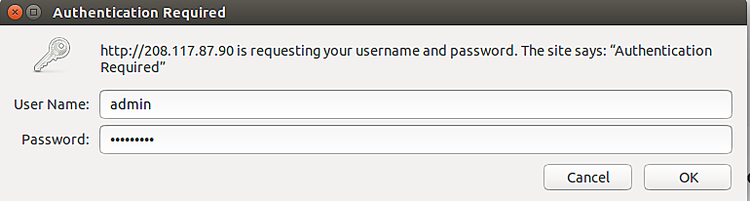 Authentication Required
http://208.117.87.90 is requesting your username and password. The site says: “Authentication
Required”
User Name: admin
Password: •••••••••
Cancel OK